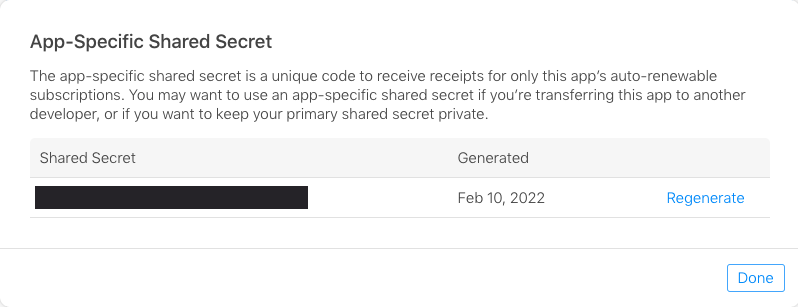 App-Specific Shared Secret
The app-specific shared secret is a unique code to receive receipts for only this app’s auto-renewable
subscriptions. You may want to use an app-specific shared secret if you’re transferring this app to another
developer, or if you want to keep your primary shared secret private.
Shared Secret Generated
Feb 10, 2022 Regenerate
Done